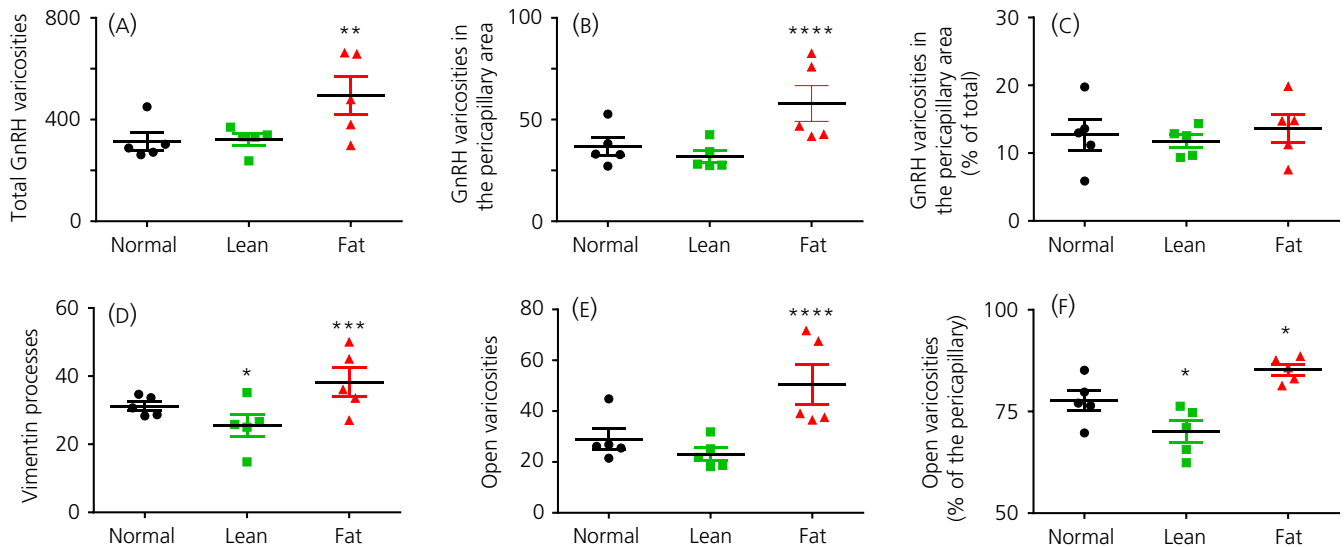 (A)
Total GnRH varicosities
800
400
0
**
Normal Lean Fat
(B)
GnRH varicosities in
the pericapillary area
100
50
0
****
Normal Lean Fat
(C)
GnRH varicosities in
the pericapillary area
(% of total)
30
20
10
0
Normal Lean Fat
(D)
Vimentin processes
60
40
20
0
*
***
Normal Lean Fat
(E)
Open varicosities
80
60
40
20
0
****
Normal Lean Fat
(F)
Open varicosities
(% of the pericapillary)
100
75
50
*
*
Normal Lean Fat